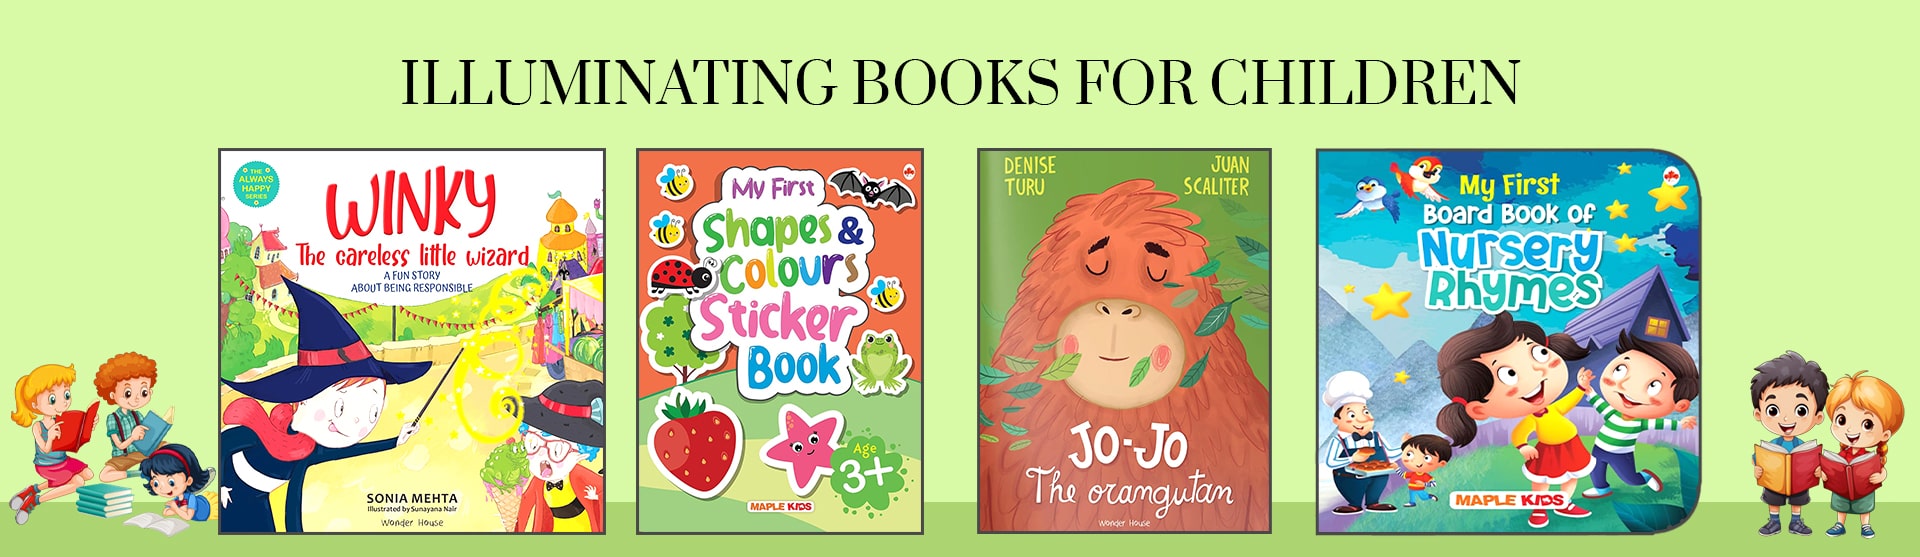 ILLUMINATING BOOKS FOR CHILDREN
THE
ALWAYS
HAPPY
SERIES
WINKY
The careless little wizard
A FUN STORY
ABOUT BEING RESPONSIBLE
SONIA MEHTA
Illustrated by Sunayana Nair
Wonder House
My First
Shapes &
Colours
Sticker
Book
Age
3+
MAPLE KIDS
DENISE
TURU
JUAN
SCALITER
JO-JO
The orangutan
Wonder House
My First
Board Book of
Nursery
Rhymes
MAPLE KIDS